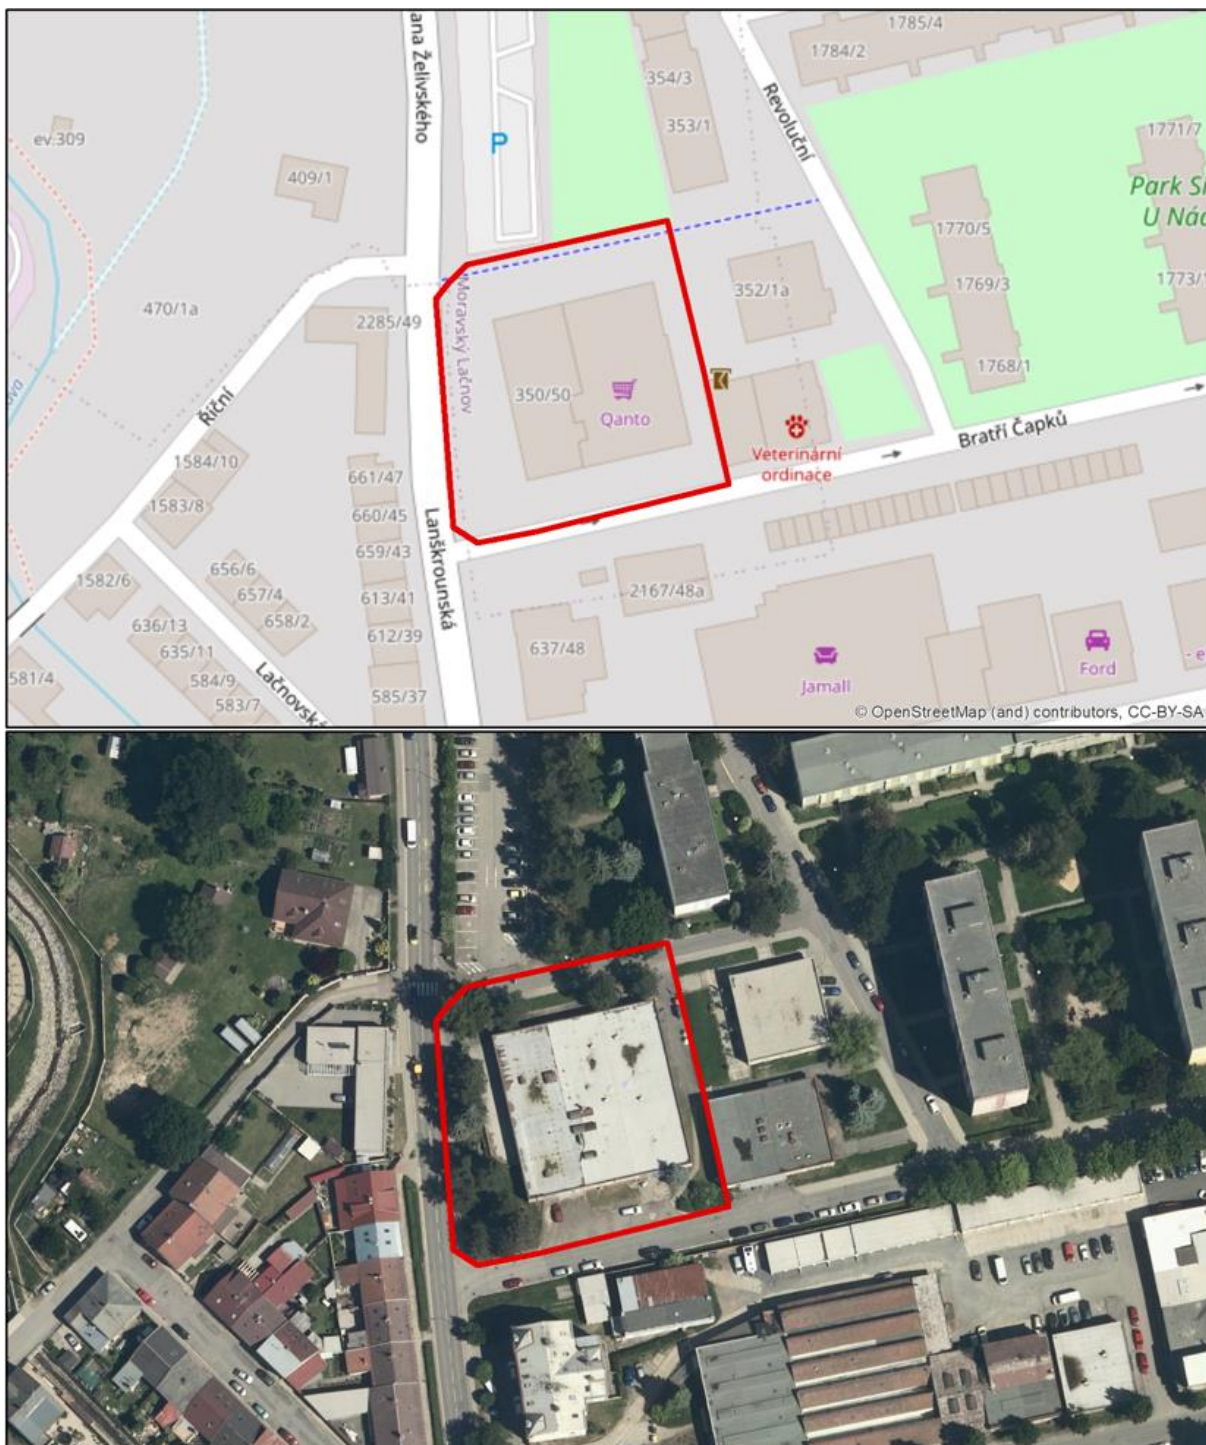 1785/4
1784/2
ana Želivského
354/3
353/1
Revoluční
1771/7
ev.309
P
409/1
Park Sí
U Nác
1770/5
1769/3
1773/1
352/1a
470/1a
2285/49
Moravský Lačnov
350/50
Qanto
1768/1
Říční
Bratří Čapků
Veterinární
ordinace
1584/10
661/47
1583/8
660/45
Lanškrounská
659/43
656/6
1582/6
657/4
613/41
2167/48a
658/2
636/13
612/39
635/11
637/48
581/4
584/9
Lačnovská
585/37
583/7
Jamall
Ford
- e
© OpenStreetMap (and) contributors, CC-BY-SA